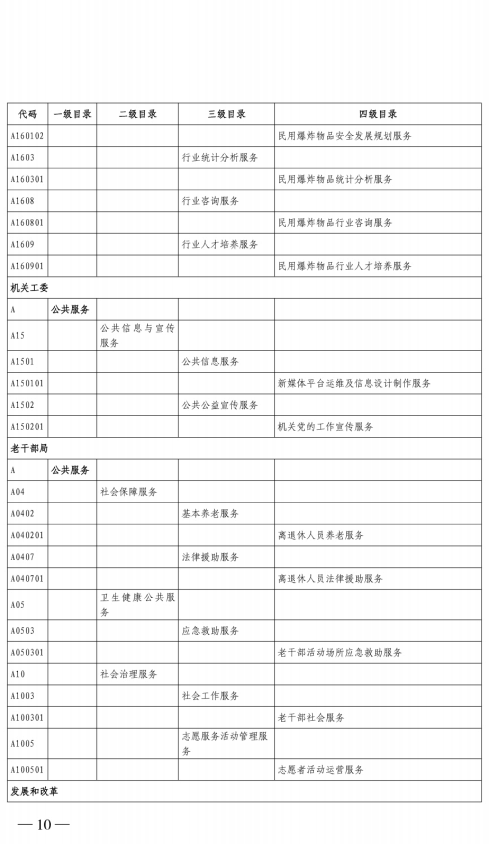 代码 一级目录 二级目录 三级目录 四级目录
A160102 民用爆炸物品安全发展规划服务
A1603 行业统计分析服务
A160301 民用爆炸物品统计分析服务
A1608 行业咨询服务
A160801 民用爆炸物品行业咨询服务
A1609 行业人才培养服务
A160901 民用爆炸物品行业人才培养服务
机关工委
A 公共服务
A15 公共信息与宣传
服务
A1501 公共信息服务
A150101 新媒体平台运维及信息设计制作服务
A1502 公共公益宣传服务
A150201 机关党的工作宣传服务
老干部局
A 公共服务
A04 社会保障服务
A0402 基本养老服务
A040201 离退休人员养老服务
A0407 法律援助服务
A040701 离退休人员法律援助服务
A05 卫生健康公共服
务
A0503 应急救助服务
A050301 老干部活动场所应急救助服务
A10 社会治理服务
A1003 社会工作服务
A100301 老干部社会服务
A1005 志愿服务活动管理服
务
A100501 志愿者活动运营服务
发展和改革
— 10 —